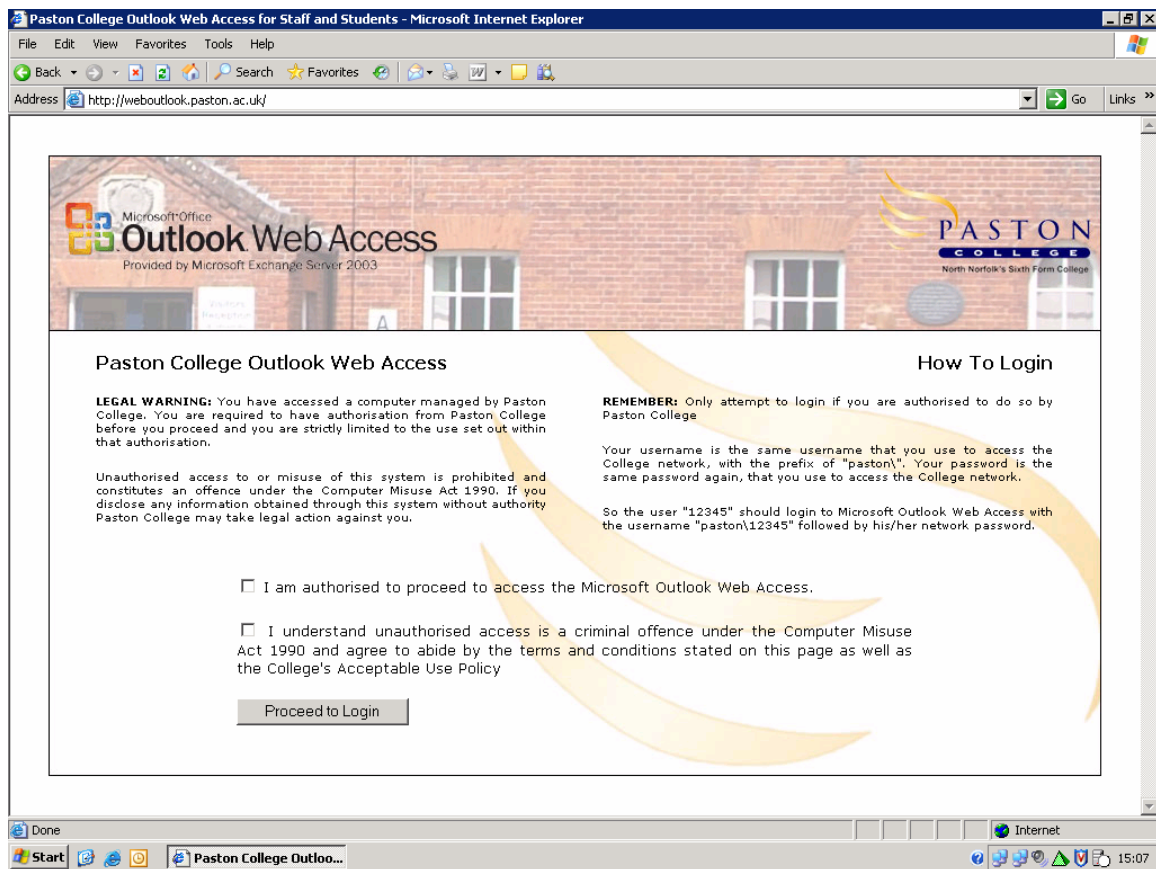 Paston College Outlook Web Access for Staff and Students - Microsoft Internet Explorer
File Edit View Favorites Tools Help
Back Search Favorites
Address http://weboutlook.paston.ac.uk/ Go Links »
Microsoft Office
Outlook Web Access
Provided by Microsoft Exchange Server 2003
PASTON
COLLEGE
North Norfolk's Sixth Form College
Visitors
Reception
A
Paston College Outlook Web Access
LEGAL WARNING: You have accessed a computer managed by Paston
College. You are required to have authorisation from Paston College
before you proceed and you are strictly limited to the use set out within
that authorisation.
Unauthorised access to or misuse of this system is prohibited and
constitutes an offence under the Computer Misuse Act 1990. If you
disclose any information obtained through this system without authority
Paston College may take legal action against you.
How To Login
REMEMBER: Only attempt to login if you are authorised to do so by
Paston College
Your username is the same username that you use to access the
College network, with the prefix of "paston\". Your password is the
same password again, that you use to access the College network.
So the user "12345" should login to Microsoft Outlook Web Access with
the username "paston\12345" followed by his/her network password.
I am authorised to proceed to access the Microsoft Outlook Web Access.
I understand unauthorised access is a criminal offence under the Computer Misuse
Act 1990 and agree to abide by the terms and conditions stated on this page as well as
the College's Acceptable Use Policy
Proceed to Login
Done Internet
Start Paston College Outloo... 15:07